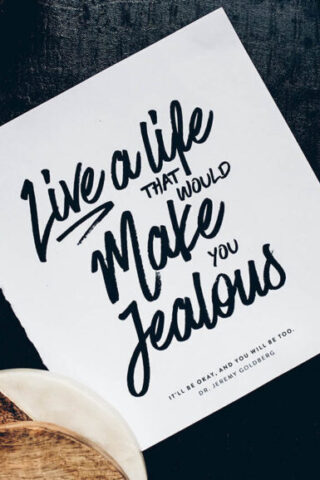 Live a life
THAT WOULD
Make
YOU
Jealous
IT'LL BE OKAY, AND YOU WILL BE TOO.
DR. JEREMY GOLDBERG